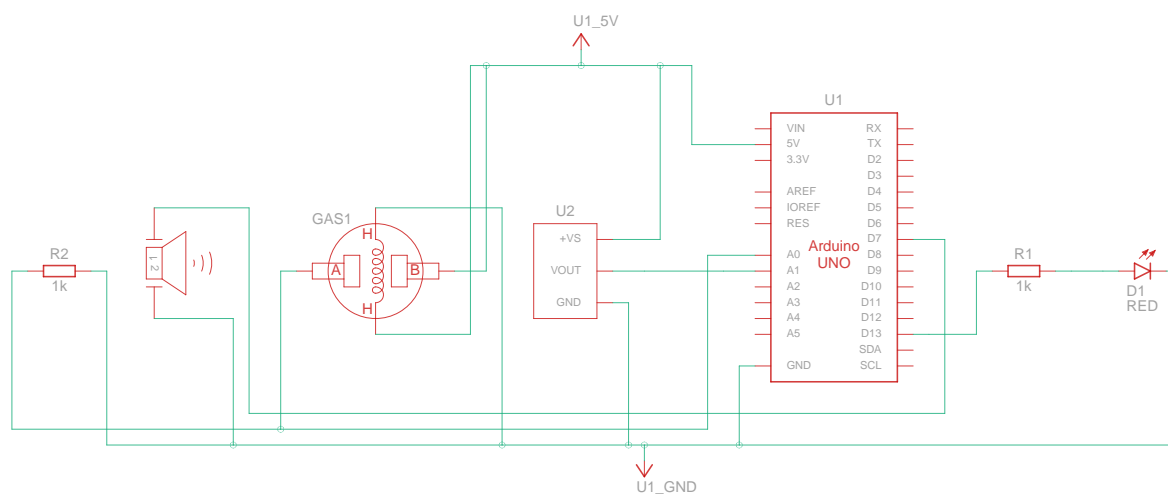 U1_5V
U1
VIN
RX
5V
TX
3.3V
D2
D3
AREF
D4
IOREF
D5
RES
D6
D7
Arduino
UNO
A0
D8
A1
D9
A2
D10
A3
D11
A4
D12
A5
D13
SDA
GND
SCL
GAS1
H
A
B
H
U2
+VS
VOUT
GND
R2
1k
1 2
R1
1k
D1
RED
U1_GND